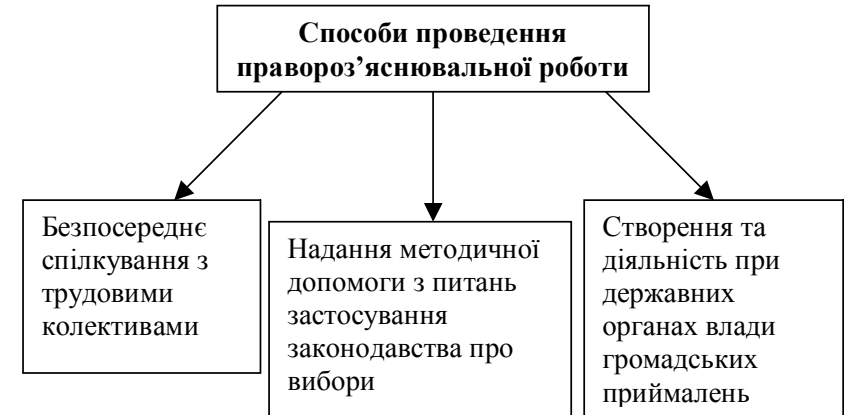 Способи проведення
правороз’яснювальної роботи
Безпосереднє
спілкування з
трудовими
колективами
Надання методичної
допомоги з питань
застосування
законодавства про
вибори
Створення та
діяльність при
державних
органах влади
громадських
приймалень